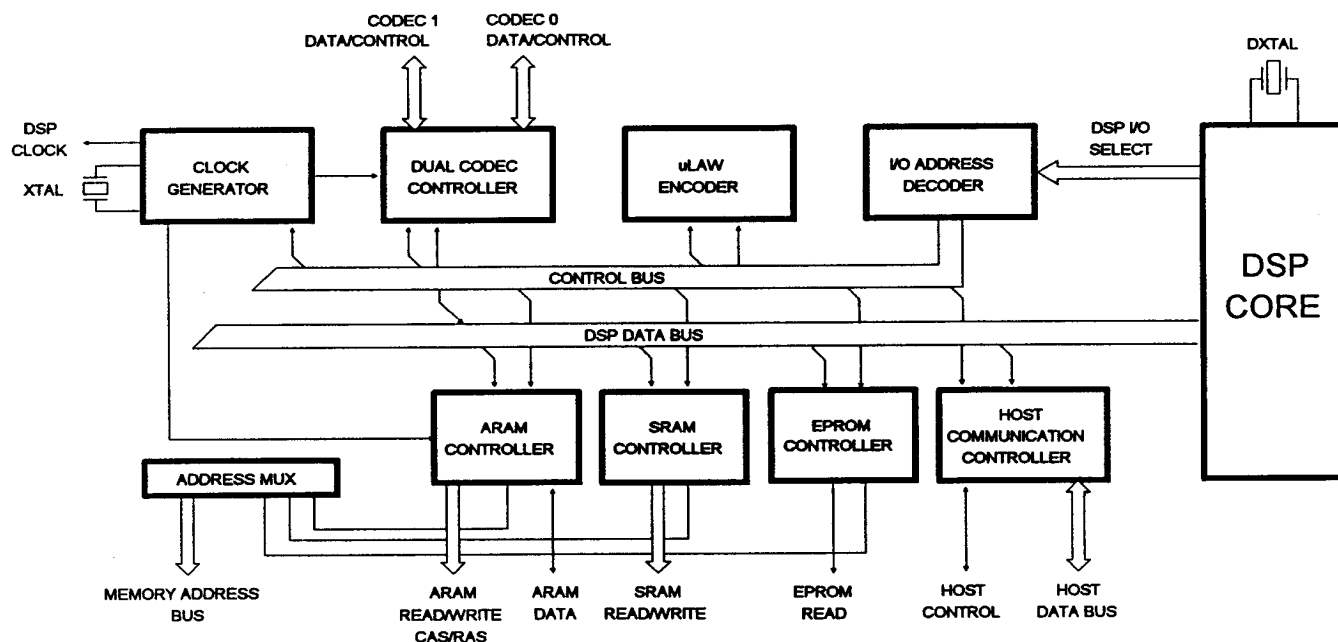 CODEC 1
DATA/CONTROL
CODEC 0
DATA/CONTROL
DXTAL
DSP
CLOCK
XTAL
CLOCK
GENERATOR
DUAL CODEC
CONTROLLER
uLAW
ENCODER
I/O ADDRESS
DECODER
DSP I/O
SELECT
DSP
CORE
CONTROL BUS
DSP DATA BUS
ARAM
CONTROLLER
SRAM
CONTROLLER
EPROM
CONTROLLER
HOST
COMMUNICATION
CONTROLLER
ADDRESS MUX
MEMORY ADDRESS
BUS
ARAM
READ/WRITE
CAS/RAS
ARAM
DATA
SRAM
READ/WRITE
EPROM
READ
HOST
CONTROL
HOST
DATA BUS